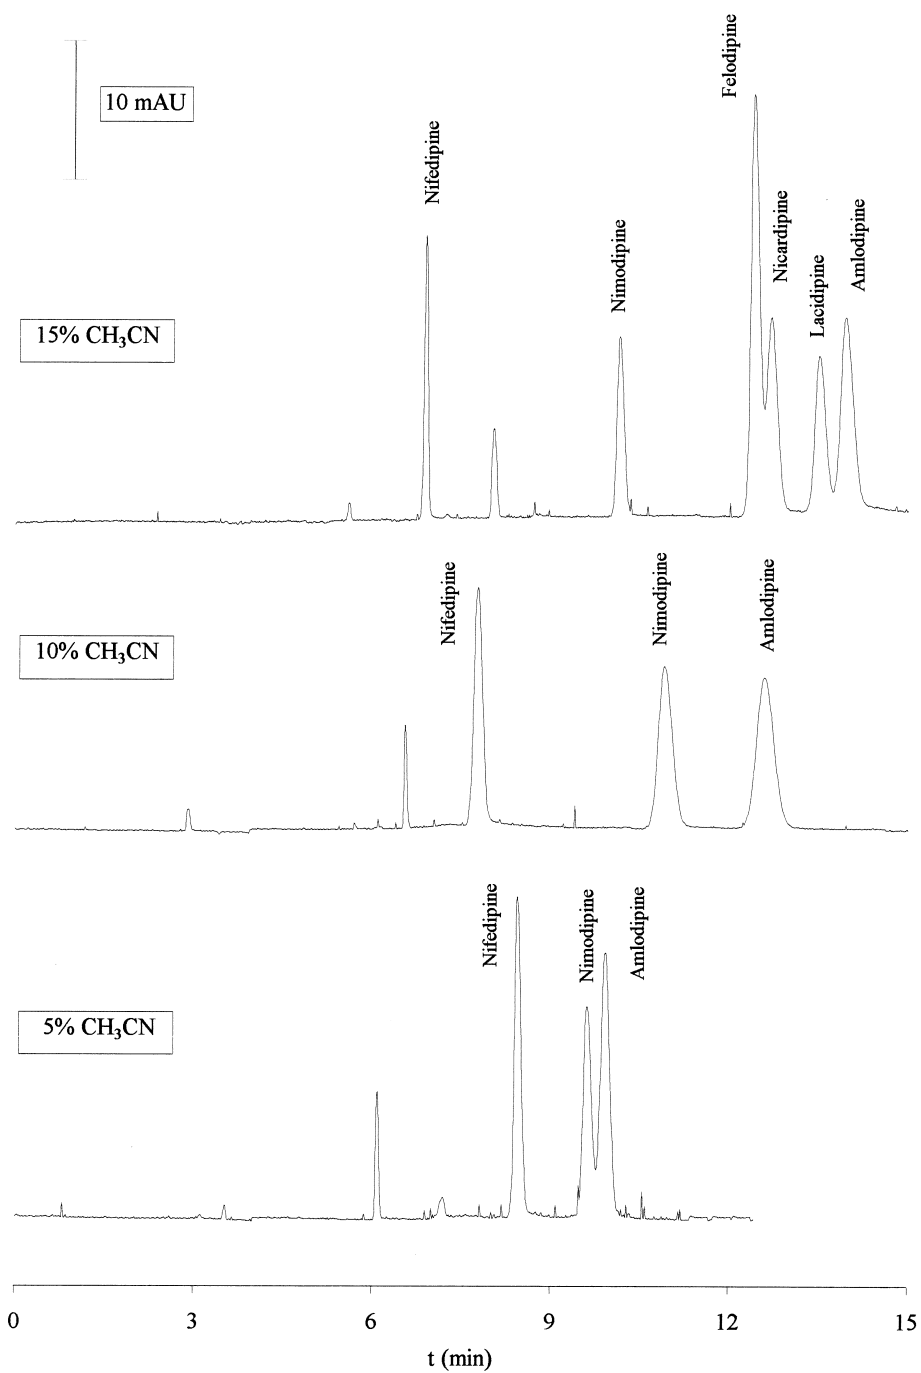 10 mAU
15% CH₃CN
Nifedipine
Nimodipine
Felodipine
Nicardipine
Lacidipine
Amlodipine
10% CH₃CN
Nifedipine
Nimodipine
Amlodipine
5% CH₃CN
Nifedipine
Nimodipine
Amlodipine
0 3 6 9 12 15
t (min)